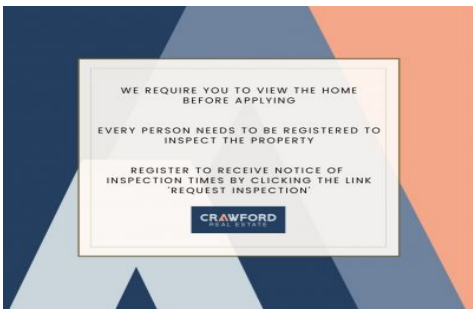 WE REQUIRE YOU TO VIEW THE HOME
BEFORE APPLYING
EVERY PERSON NEEDS TO BE REGISTERED TO
INSPECT THE PROPERTY
REGISTER TO RECEIVE NOTICE OF
INSPECTION TIMES BY CLICKING THE LINK
'REQUEST INSPECTION'
CRAWFORD
REAL ESTATE